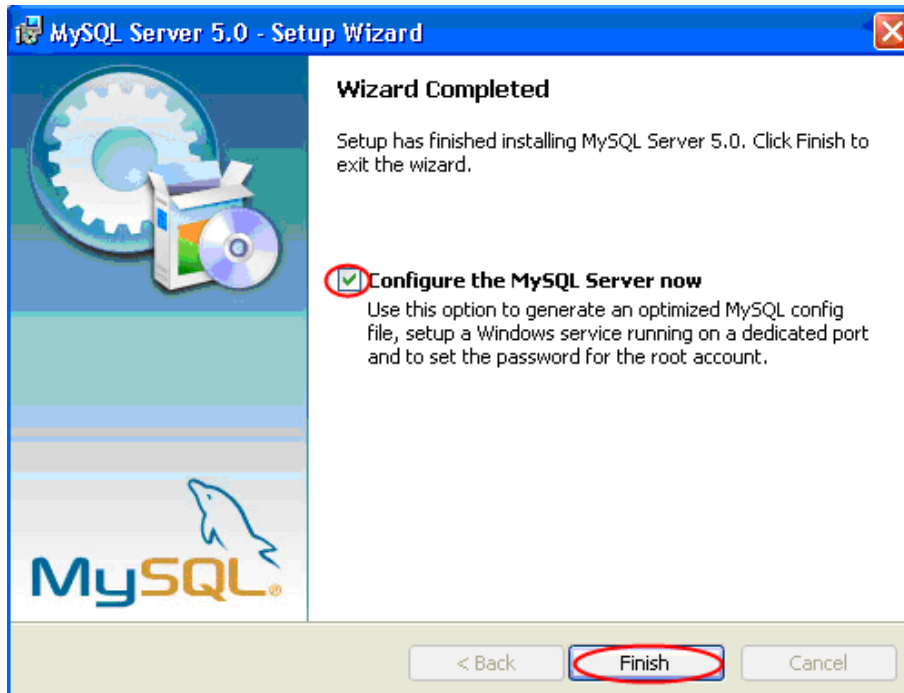 MySQL Server 5.0 - Setup Wizard
Wizard Completed
Setup has finished installing MySQL Server 5.0. Click Finish to
exit the wizard.
Configure the MySQL Server now
Use this option to generate an optimized MySQL config
file, setup a Windows service running on a dedicated port
and to set the password for the root account.
MySQL®
< Back
Finish
Cancel